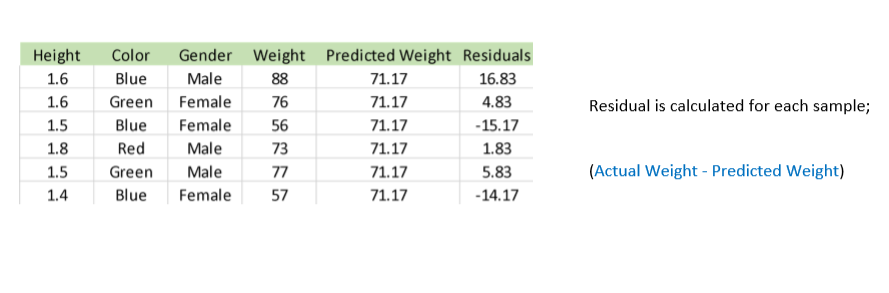 Height Color Gender Weight Predicted Weight Residuals
1.6 Blue Male 88 71.17 16.83
1.6 Green Female 76 71.17 4.83
1.5 Blue Female 56 71.17 -15.17
1.8 Red Male 73 71.17 1.83
1.5 Green Male 77 71.17 5.83
1.4 Blue Female 57 71.17 -14.17
Residual is calculated for each sample;
(Actual Weight - Predicted Weight)